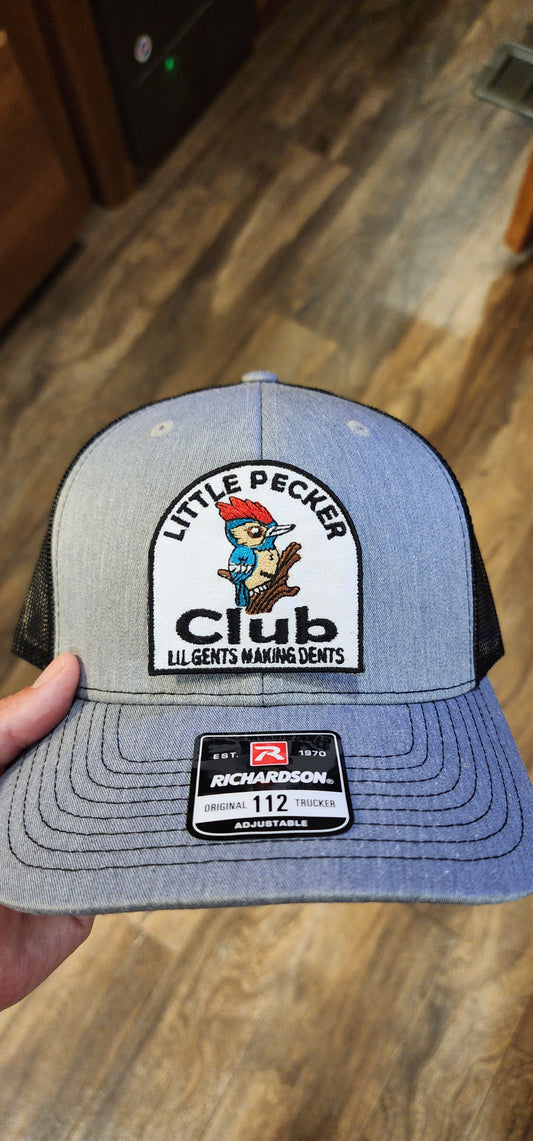 LITTLE PECKER
Club
LIL GENTS MAKING DENTS
EST. R 1970
RICHARDSON®
ORIGINAL 112 TRUCKER
ADJUSTABLE